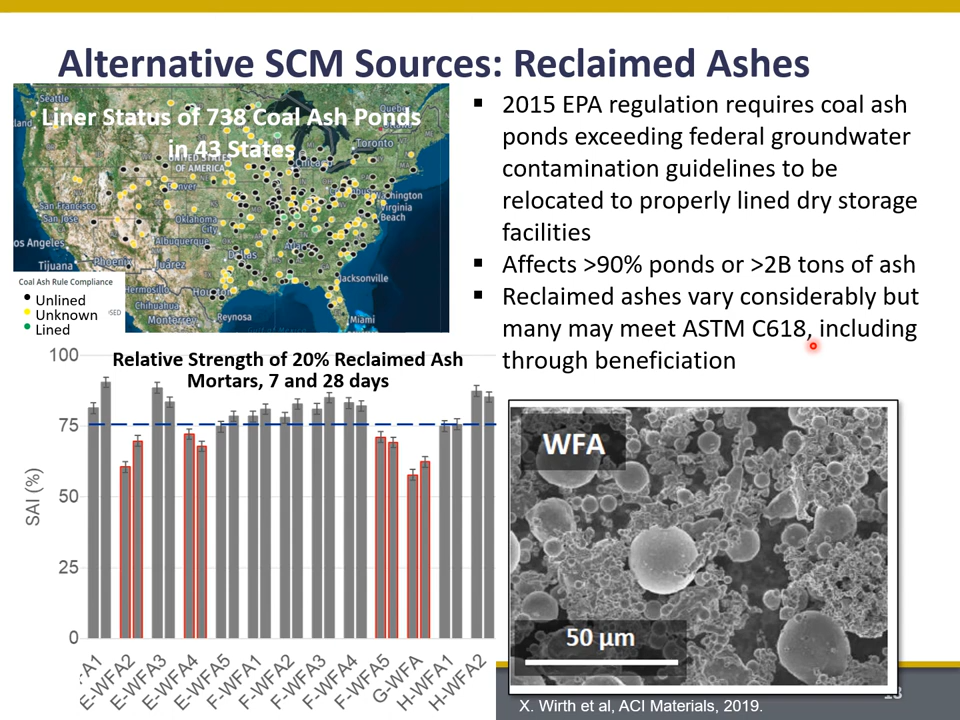 Alternative SCM Sources: Reclaimed Ashes
Liner Status of 738 Coal Ash Ponds
in 43 States
Seattle
UNITED STATES
OF AMERICA
Quebec
Toronto
Chicago
Denver
Washington
Virginia
Beach
San Francisco
San Jose
Oklahoma
City
os Angeles
Albuquerque
Phoenix
Dallas
Atlanta
Tijuana
Juárez
Jacksonville
Hermosillo
Houston
Chihuahua
Monterrey
Reynosa
Miami
Coal Ash Rule Compliance
Unlined
Unknown
Lined
▪ 2015 EPA regulation requires coal ash
ponds exceeding federal groundwater
contamination guidelines to be
relocated to properly lined dry storage
facilities
▪ Affects >90% ponds or >2B tons of ash
▪ Reclaimed ashes vary considerably but
many may meet ASTM C618, including
through beneficiation
Relative Strength of 20% Reclaimed Ash
Mortars, 7 and 28 days
SAI (%)
100
75
50
25
0
FA1
E-WFA2
E-WFA3
E-WFA4
E-WFA5
F-WFA1
F-WFA2
F-WFA3
F-WFA4
F-WFA5
G-WFA
H-WFA1
H-WFA2
WFA
50 µm
X. Wirth et al, ACI Materials, 2019.